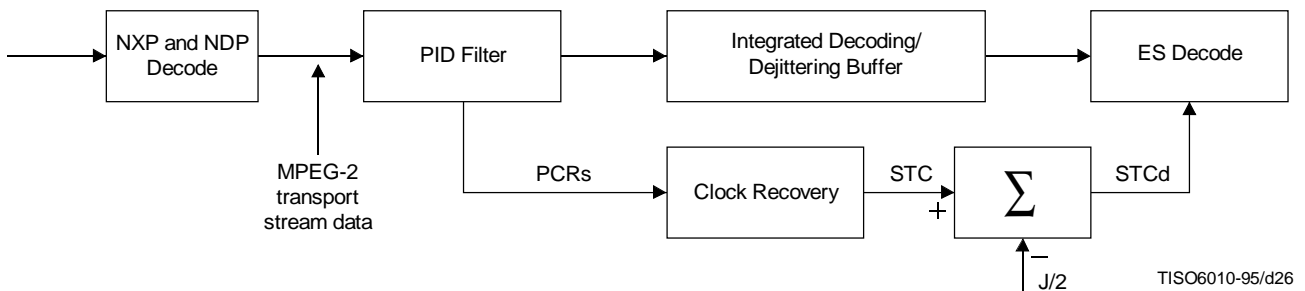 NXP and NDP
Decode
PID Filter
Integrated Decoding/
Dejittering Buffer
ES Decode
MPEG-2
transport
stream data
PCRs
Clock Recovery
STC
+
Σ
STCd
–
J/2
TISO6010-95/d26